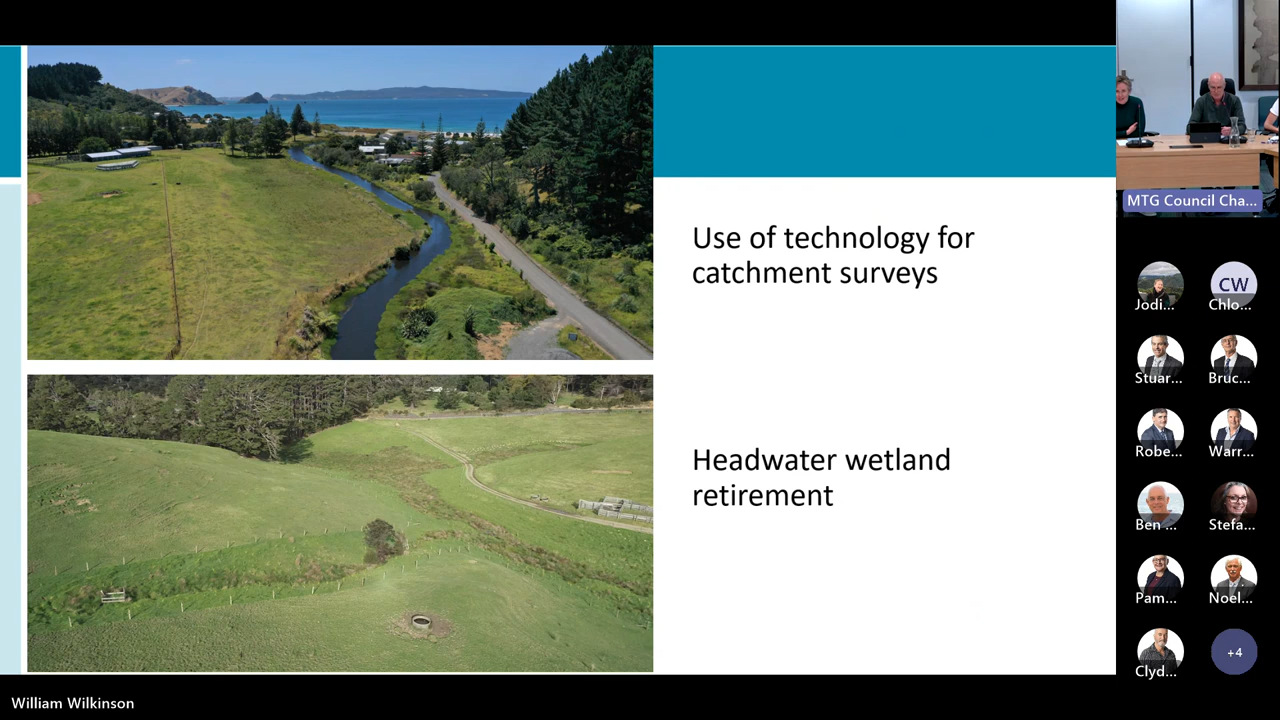 Use of technology for
catchment surveys
Headwater wetland
retirement
MTG Council Cha...
Jodi...
CW
Chlo...
Stuar...
Bruc...
Robe...
Warr...
Ben ...
Stefa...
Pam...
Noel...
Clyd...
+4
William Wilkinson